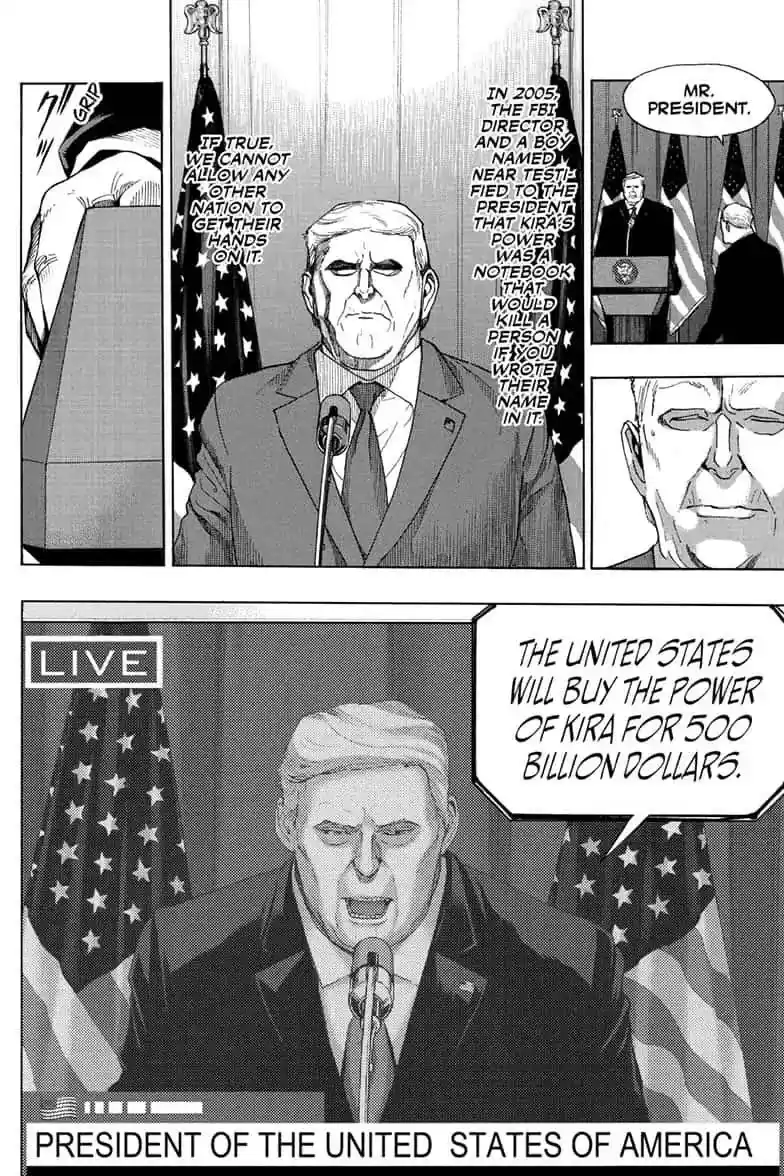 MR.
PRESIDENT.
IN 2005,
THE FBI
DIRECTOR
AND A BOY
NAMED
NEAR TESTI-
FIED TO THE
PRESIDENT
THAT KIRA'S
POWER
WAS A
NOTEBOOK
THAT
WOULD
KILL A
PERSON
IF YOU
WROTE
THEIR
NAME
IN IT.
IF TRUE,
WE CANNOT
ALLOW ANY
OTHER
NATION TO
GET THEIR
HANDS
ON IT.
GRIP
LIVE
THE UNITED STATES
WILL BUY THE POWER
OF KIRA FOR 500
BILLION DOLLARS.
PRESIDENT OF THE UNITED STATES OF AMERICA